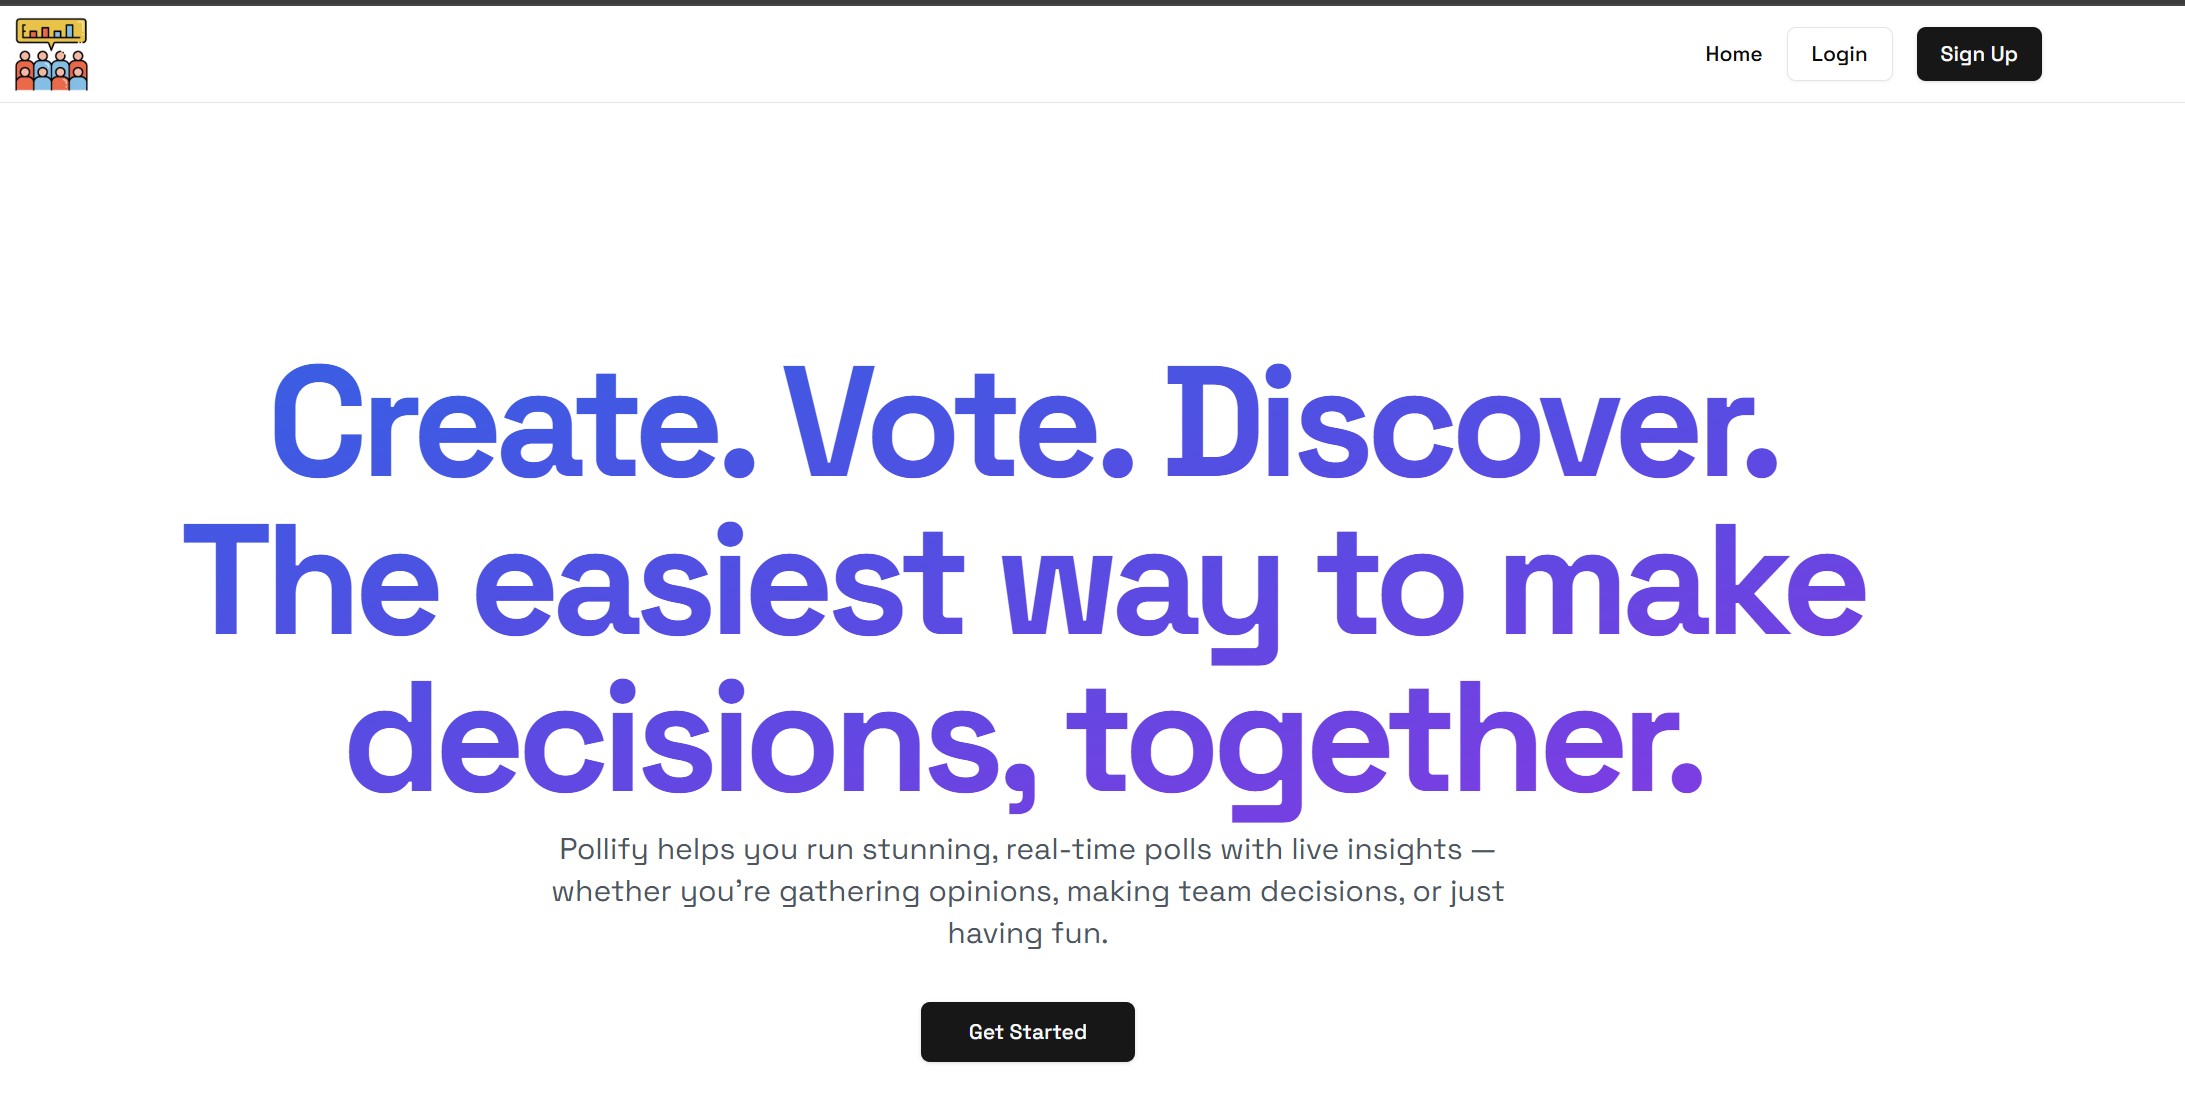 Home
Login
Sign Up
Create. Vote. Discover.
The easiest way to make
decisions, together.
Pollify helps you run stunning, real-time polls with live insights —
whether you’re gathering opinions, making team decisions, or just
having fun.
Get Started